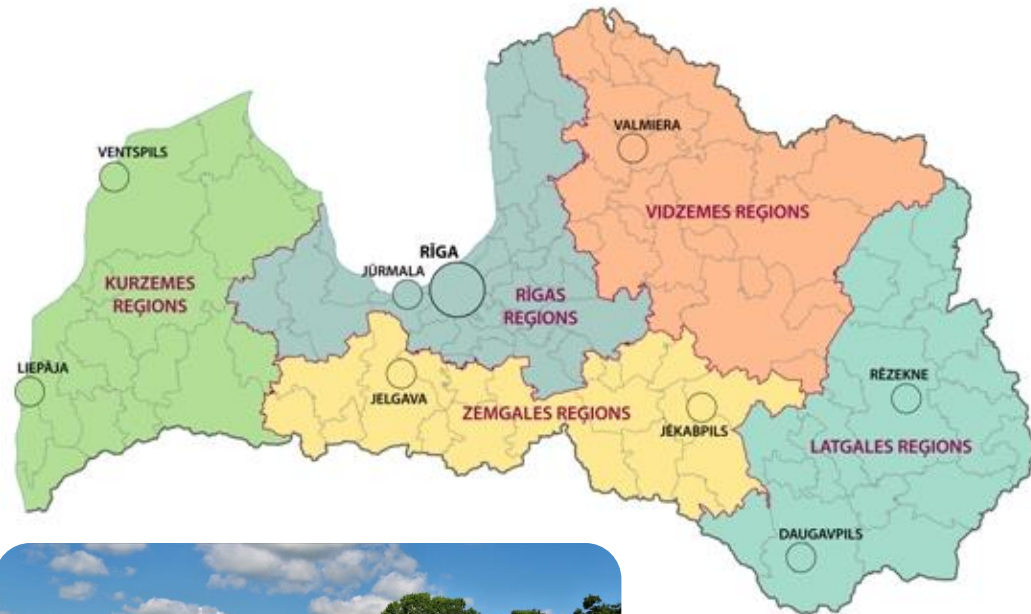 VENTSPILS
VALMIERA
VIDZEMES REĢIONS
RĪGA
JŪRMALA
KURZEMES
REĢIONS
RĪGAS
REĢIONS
LIEPĀJA
JELGAVA
ZEMGALES REĢIONS
JĒKABPILS
RĒZEKNE
LATGALES REĢIONS
DAUGAVPILS